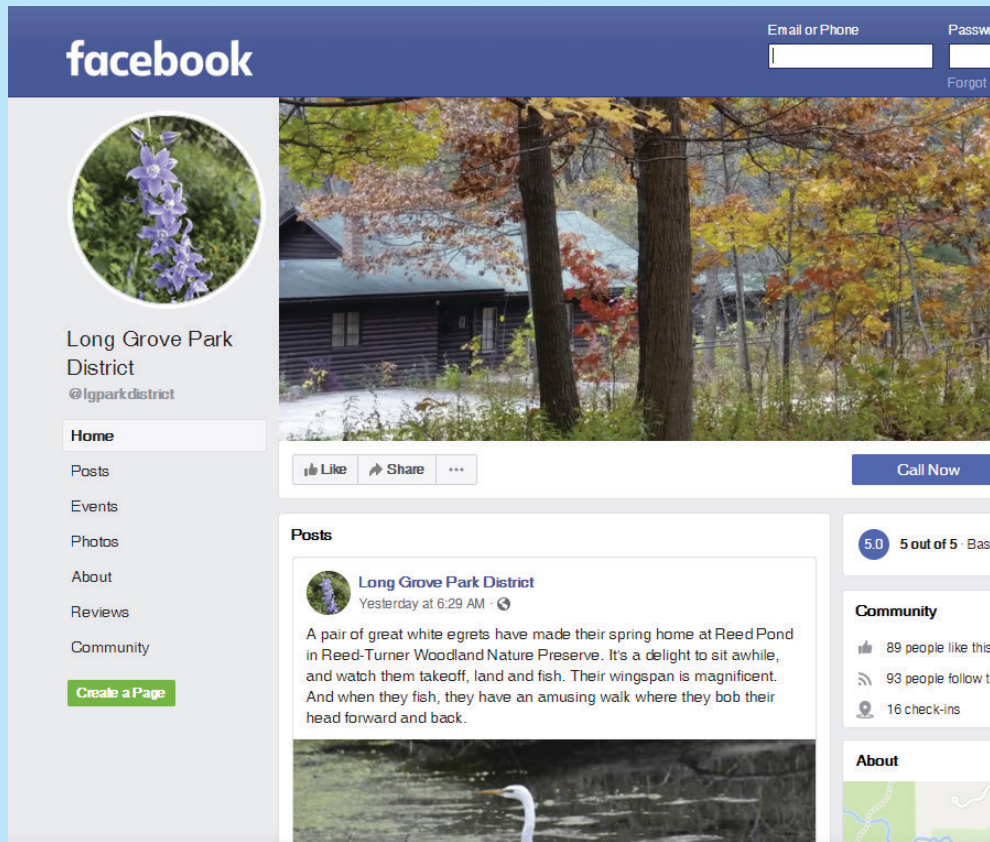 facebook
Email or Phone
Forgot
Long Grove Park
District
@lgparkdistrict
Home
Posts
Events
Photos
About
Reviews
Community
Create a Page
Like
Share
Call Now
Posts
Long Grove Park District
Yesterday at 6:29 AM ·
A pair of great white egrets have made their spring home at Reed Pond
in Reed-Turner Woodland Nature Preserve. It's a delight to sit awhile,
and watch them takeoff, land and fish. Their wingspan is magnificent.
And when they fish, they have an amusing walk where they bob their
head forward and back.
5.0
5 out of 5 ·
Community
89 people like this
93 people follow
16 check-ins
About